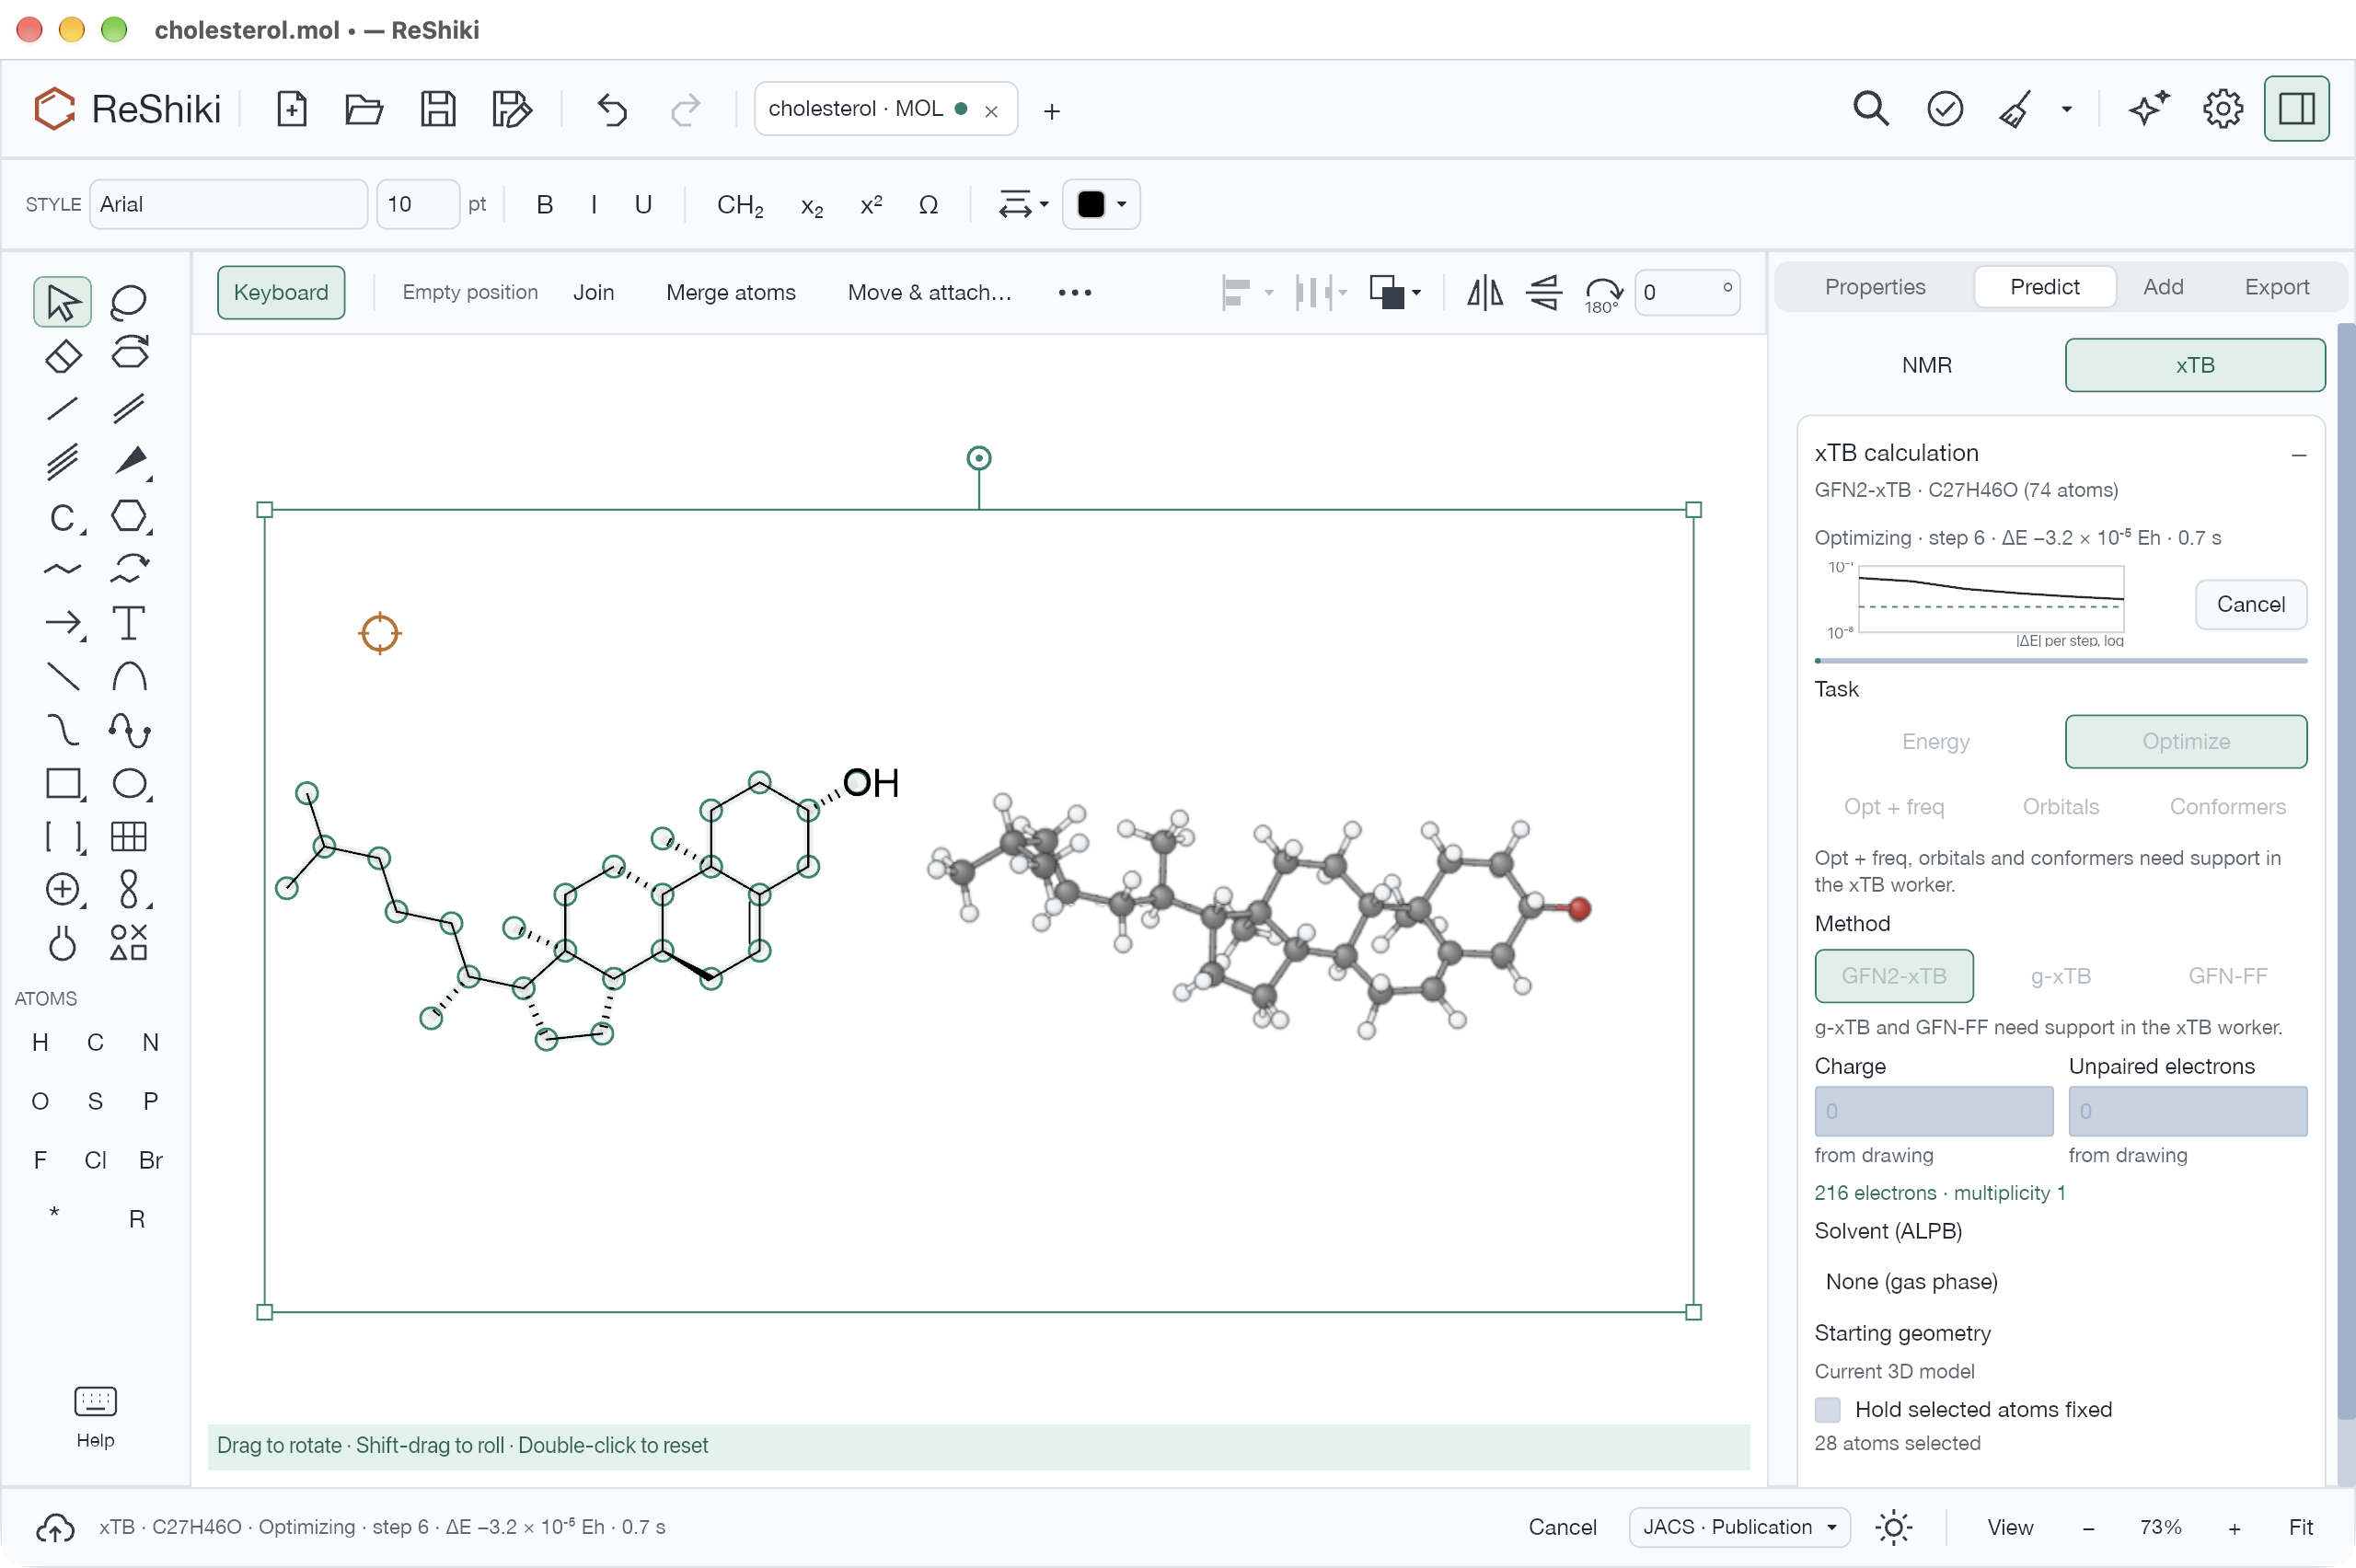 cholesterol.mol • — ReShiki
ReShiki
cholesterol · MOL
STYLE Arial 10 pt B I U CH₂ x₂ x² Ω
Keyboard Empty position Join Merge atoms Move & attach... 180° 0 °
Properties Predict Add Export
NMR xTB
xTB calculation
GFN2-xTB · C27H46O (74 atoms)
Optimizing · step 6 · ΔE −3.2 × 10⁻⁵ Eh · 0.7 s
10⁻¹
10⁻⁸
|ΔE| per step, log
Cancel
Task
Energy Optimize
Opt + freq Orbitals Conformers
Opt + freq, orbitals and conformers need support in
the xTB worker.
Method
GFN2-xTB g-xTB GFN-FF
g-xTB and GFN-FF need support in the xTB worker.
Charge Unpaired electrons
0 0
from drawing from drawing
216 electrons · multiplicity 1
Solvent (ALPB)
None (gas phase)
Starting geometry
Current 3D model
Hold selected atoms fixed
28 atoms selected
C
T
ATOMS
H C N
O S P
F Cl Br
* R
Help
OH
Drag to rotate · Shift-drag to roll · Double-click to reset
xTB · C27H46O · Optimizing · step 6 · ΔE −3.2 × 10⁻⁵ Eh · 0.7 s
Cancel JACS · Publication View − 73% + Fit